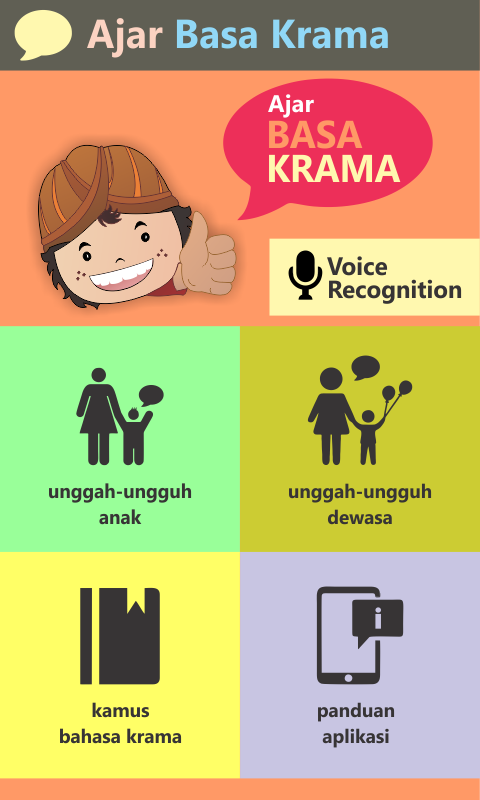 Ajar Basa Krama
Ajar
BASA
KRAMA
Voice
Recognition
unggah-ungguh
anak
unggah-ungguh
dewasa
kamus
bahasa krama
panduan
aplikasi